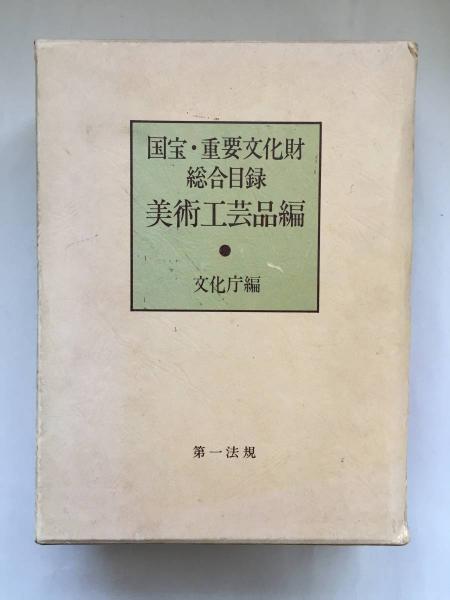 国宝・重要文化財
総合目録
美術工芸品編
●
文化庁編
第一法規